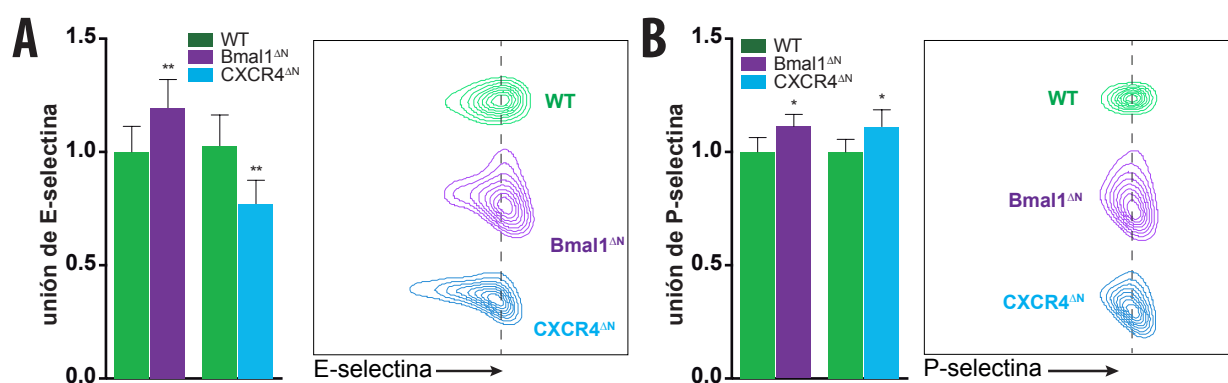 A
unión de E-selectina
1.5
1.0
0.5
0.0
WT
Bmal1ΔN
CXCR4ΔN
**
**
WT
Bmal1ΔN
CXCR4ΔN
E-selectina
B
unión de P-selectina
1.5
1.0
0.5
0.0
WT
Bmal1ΔN
CXCR4ΔN
*
*
WT
Bmal1ΔN
CXCR4ΔN
P-selectina